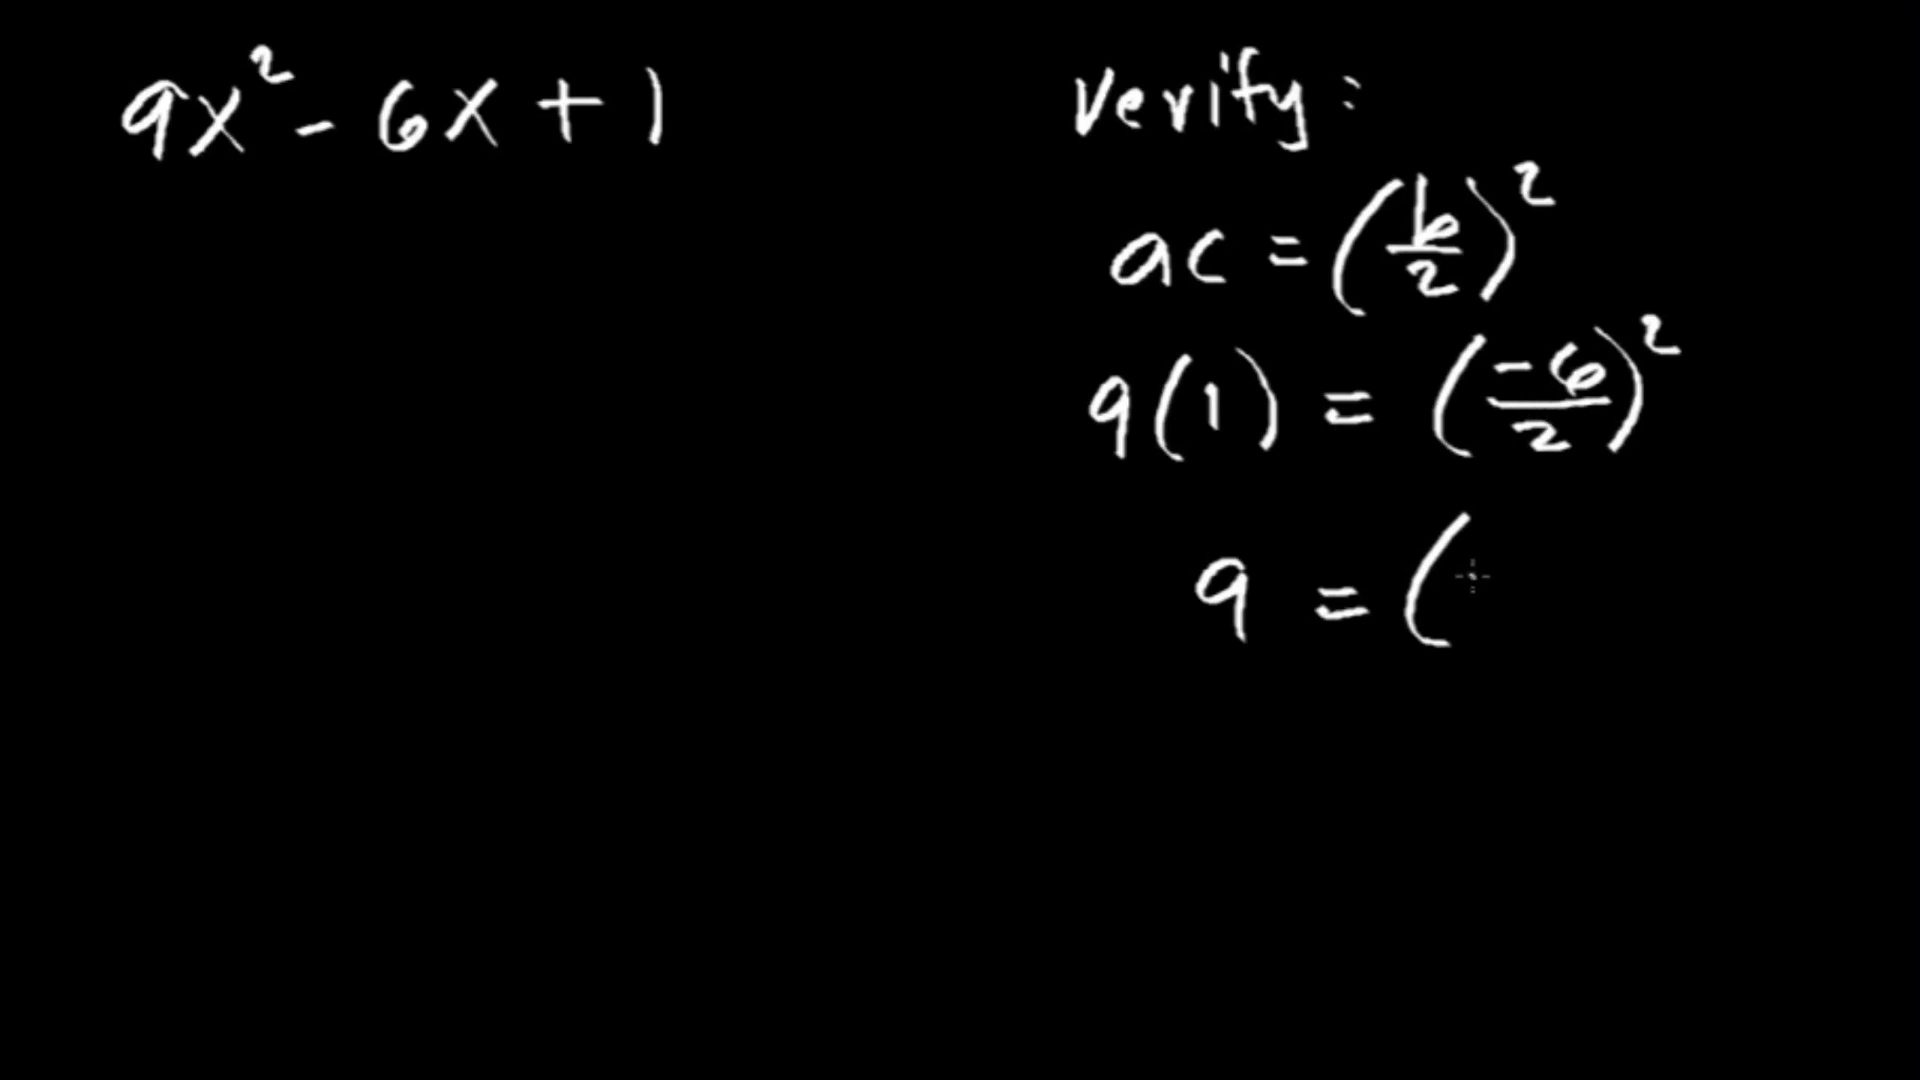 9x² - 6x + 1
Verify:
ac = (b/2)²
9(1) = (-6/2)²
9 = (